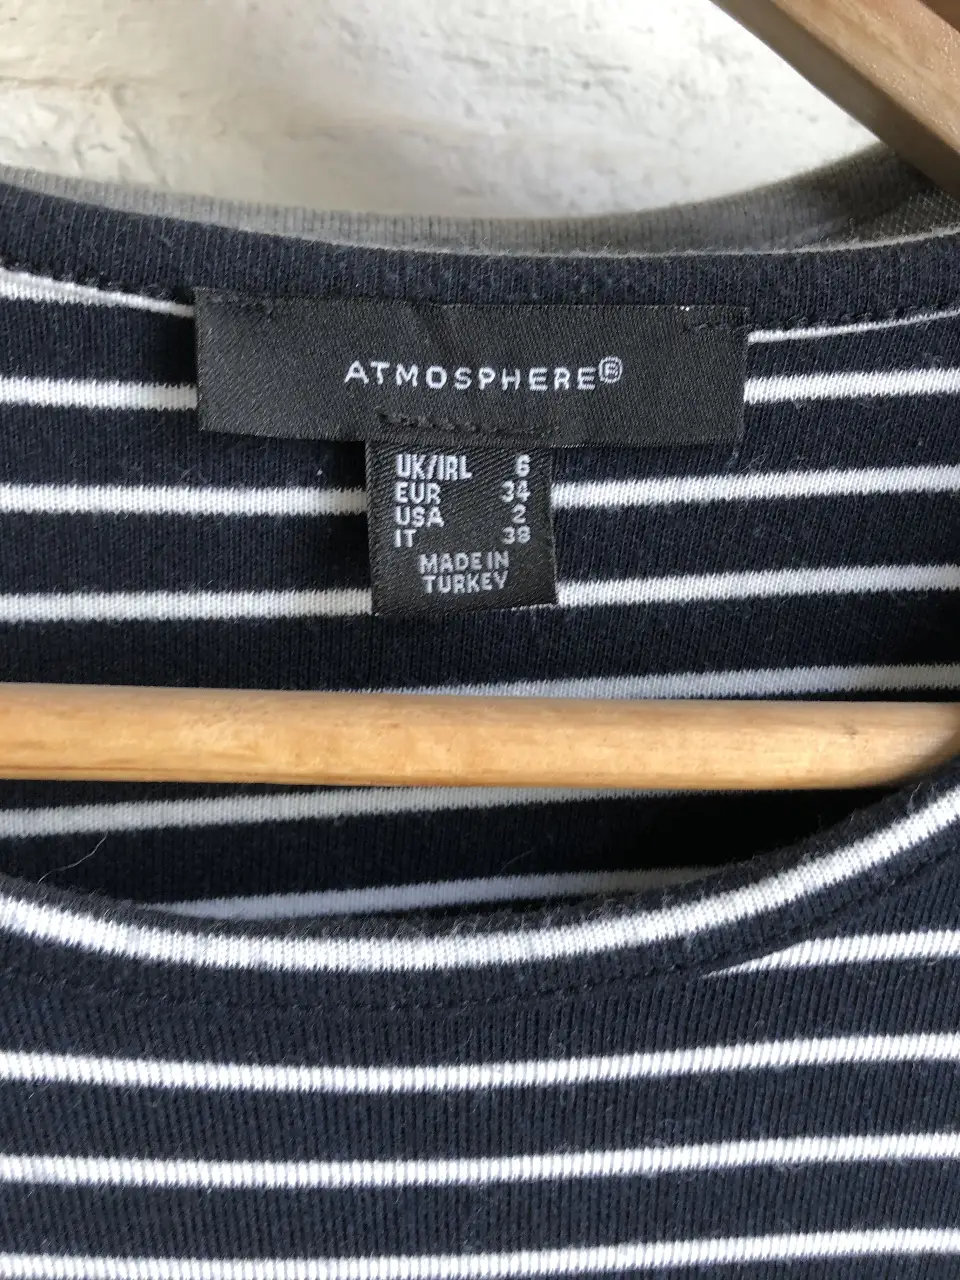 ATMOSPHERE®
UK/IRL 6
EUR 34
USA 2
IT 38
MADE IN
TURKEY